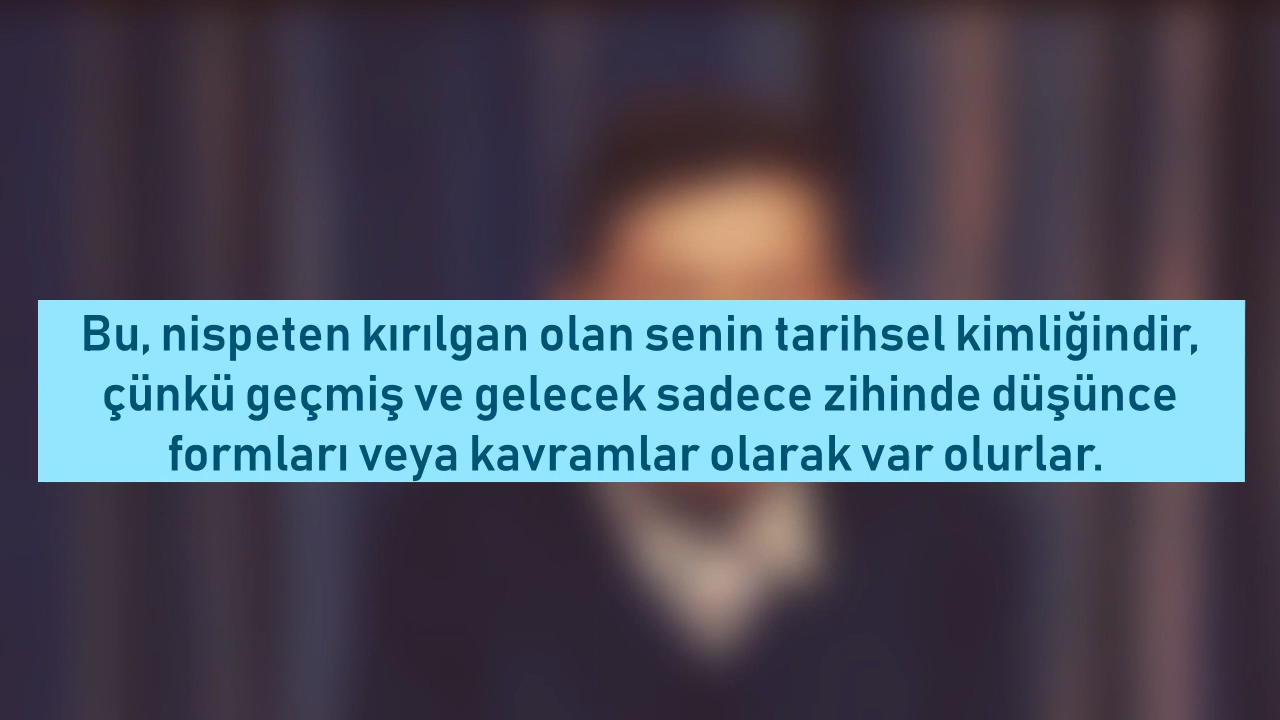 Bu, nispeten kırılgan olan senin tarihsel kimliğindir,
çünkü geçmiş ve gelecek sadece zihinde düşünce
formları veya kavramlar olarak var olurlar.